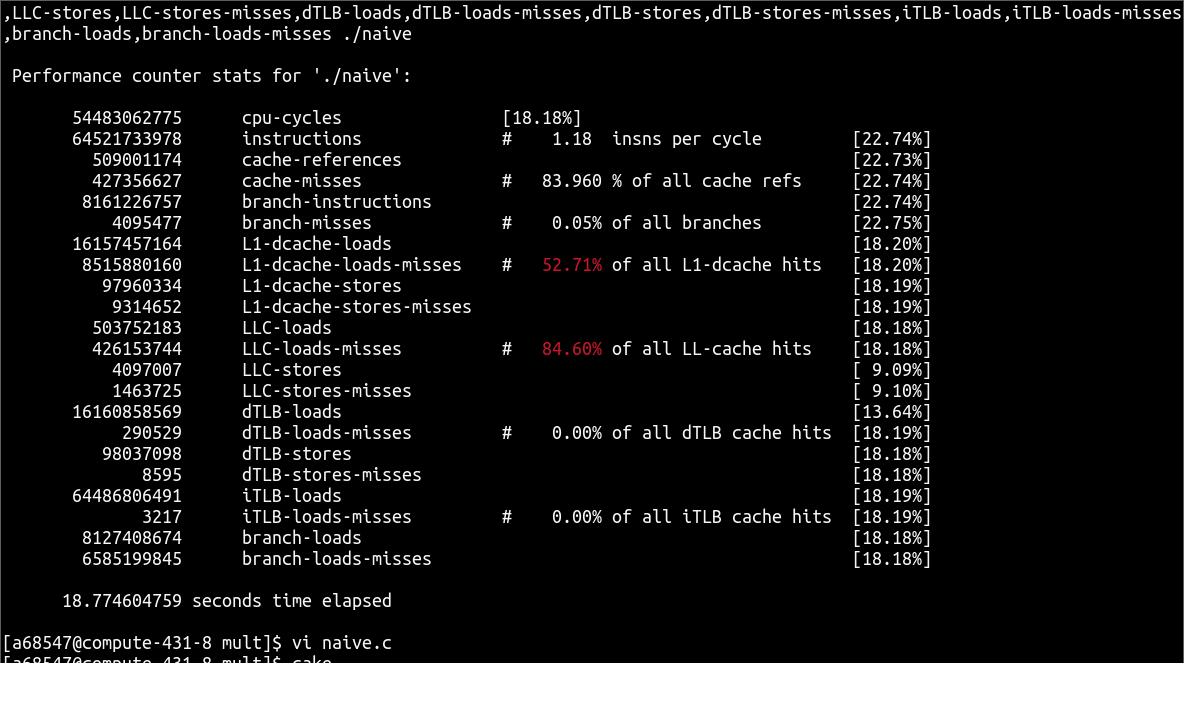 ,LLC-stores,LLC-stores-misses,dTLB-loads,dTLB-loads-misses,dTLB-stores,dTLB-stores-misses,iTLB-loads,iTLB-loads-misses
,branch-loads,branch-loads-misses ./naive
Performance counter stats for './naive':
54483062775 cpu-cycles [18.18%]
64521733978 instructions # 1.18 insns per cycle [22.74%]
509001174 cache-references [22.73%]
427356627 cache-misses # 83.960 % of all cache refs [22.74%]
8161226757 branch-instructions [22.74%]
4095477 branch-misses # 0.05% of all branches [22.75%]
16157457164 L1-dcache-loads [18.20%]
8515880160 L1-dcache-loads-misses # 52.71% of all L1-dcache hits [18.20%]
97960334 L1-dcache-stores [18.19%]
9314652 L1-dcache-stores-misses [18.19%]
503752183 LLC-loads [18.18%]
426153744 LLC-loads-misses # 84.60% of all LL-cache hits [18.18%]
4097007 LLC-stores [ 9.09%]
1463725 LLC-stores-misses [ 9.10%]
16160858569 dTLB-loads [13.64%]
290529 dTLB-loads-misses # 0.00% of all dTLB cache hits [18.19%]
98037098 dTLB-stores [18.18%]
8595 dTLB-stores-misses [18.18%]
64486806491 iTLB-loads [18.19%]
3217 iTLB-loads-misses # 0.00% of all iTLB cache hits [18.19%]
8127408674 branch-loads [18.18%]
6585199845 branch-loads-misses [18.18%]
18.774604759 seconds time elapsed
[a68547@compute-431-8 mult]$ vi naive.c
[a68547@compute-431-8 mult]$